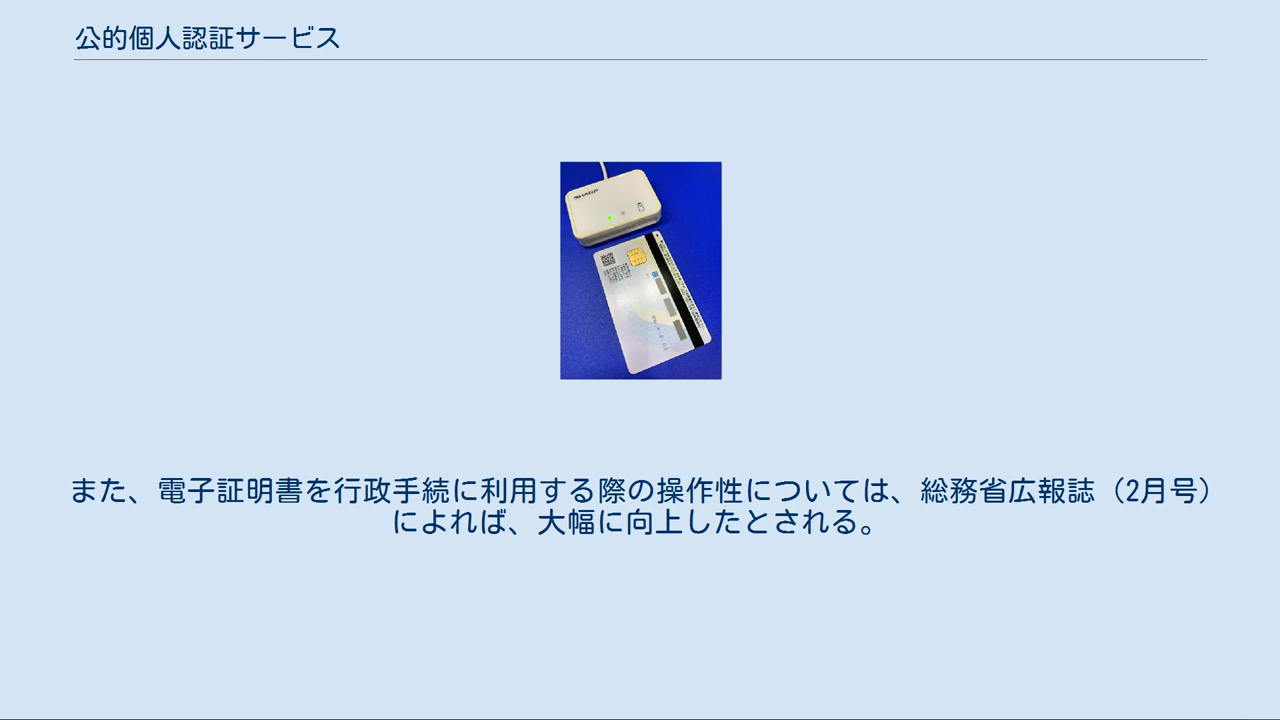 公的個人認証サービス
SHARP
また、電子証明書を行政手続に利用する際の操作性については、総務省広報誌（2月号）
によれば、大幅に向上したとされる。